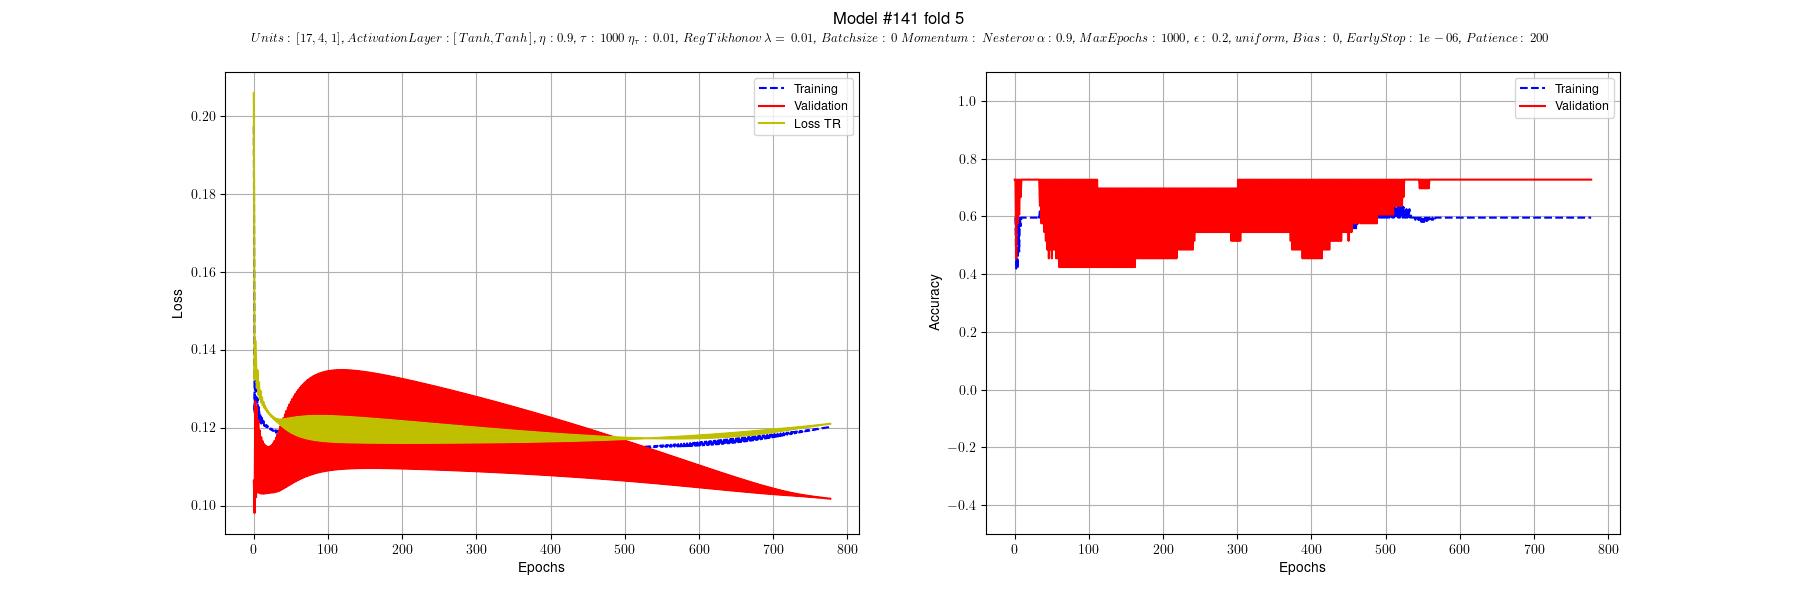 Model #141 fold 5
Units : [17, 4, 1], ActivationLayer : [Tanh, Tanh], η : 0.9, τ : 1000 η_τ : 0.01, RegTikhonov λ = 0.01, Batchsize : 0 Momentum : Nesterov α : 0.9, MaxEpochs : 1000, ϵ : 0.2, uniform, Bias : 0, EarlyStop : 1e − 06, Patience : 200
Training
Validation
Loss TR
0.20
0.18
0.16
0.14
0.12
0.10
Loss
0 100 200 300 400 500 600 700 800
Epochs
Training
Validation
1.0
0.8
0.6
0.4
0.2
0.0
−0.2
−0.4
Accuracy
0 100 200 300 400 500 600 700 800
Epochs